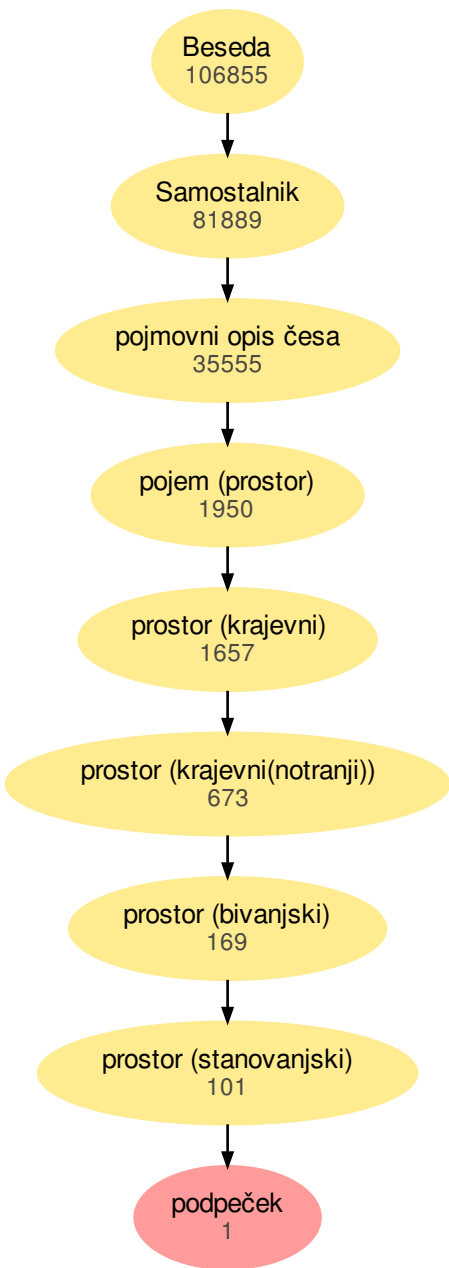 Beseda
106855
Samostalnik
81889
pojmovni opis česa
35555
pojem (prostor)
1950
prostor (krajevni)
1657
prostor (krajevni(notranji))
673
prostor (bivanjski)
169
prostor (stanovanjski)
101
podpeček
1